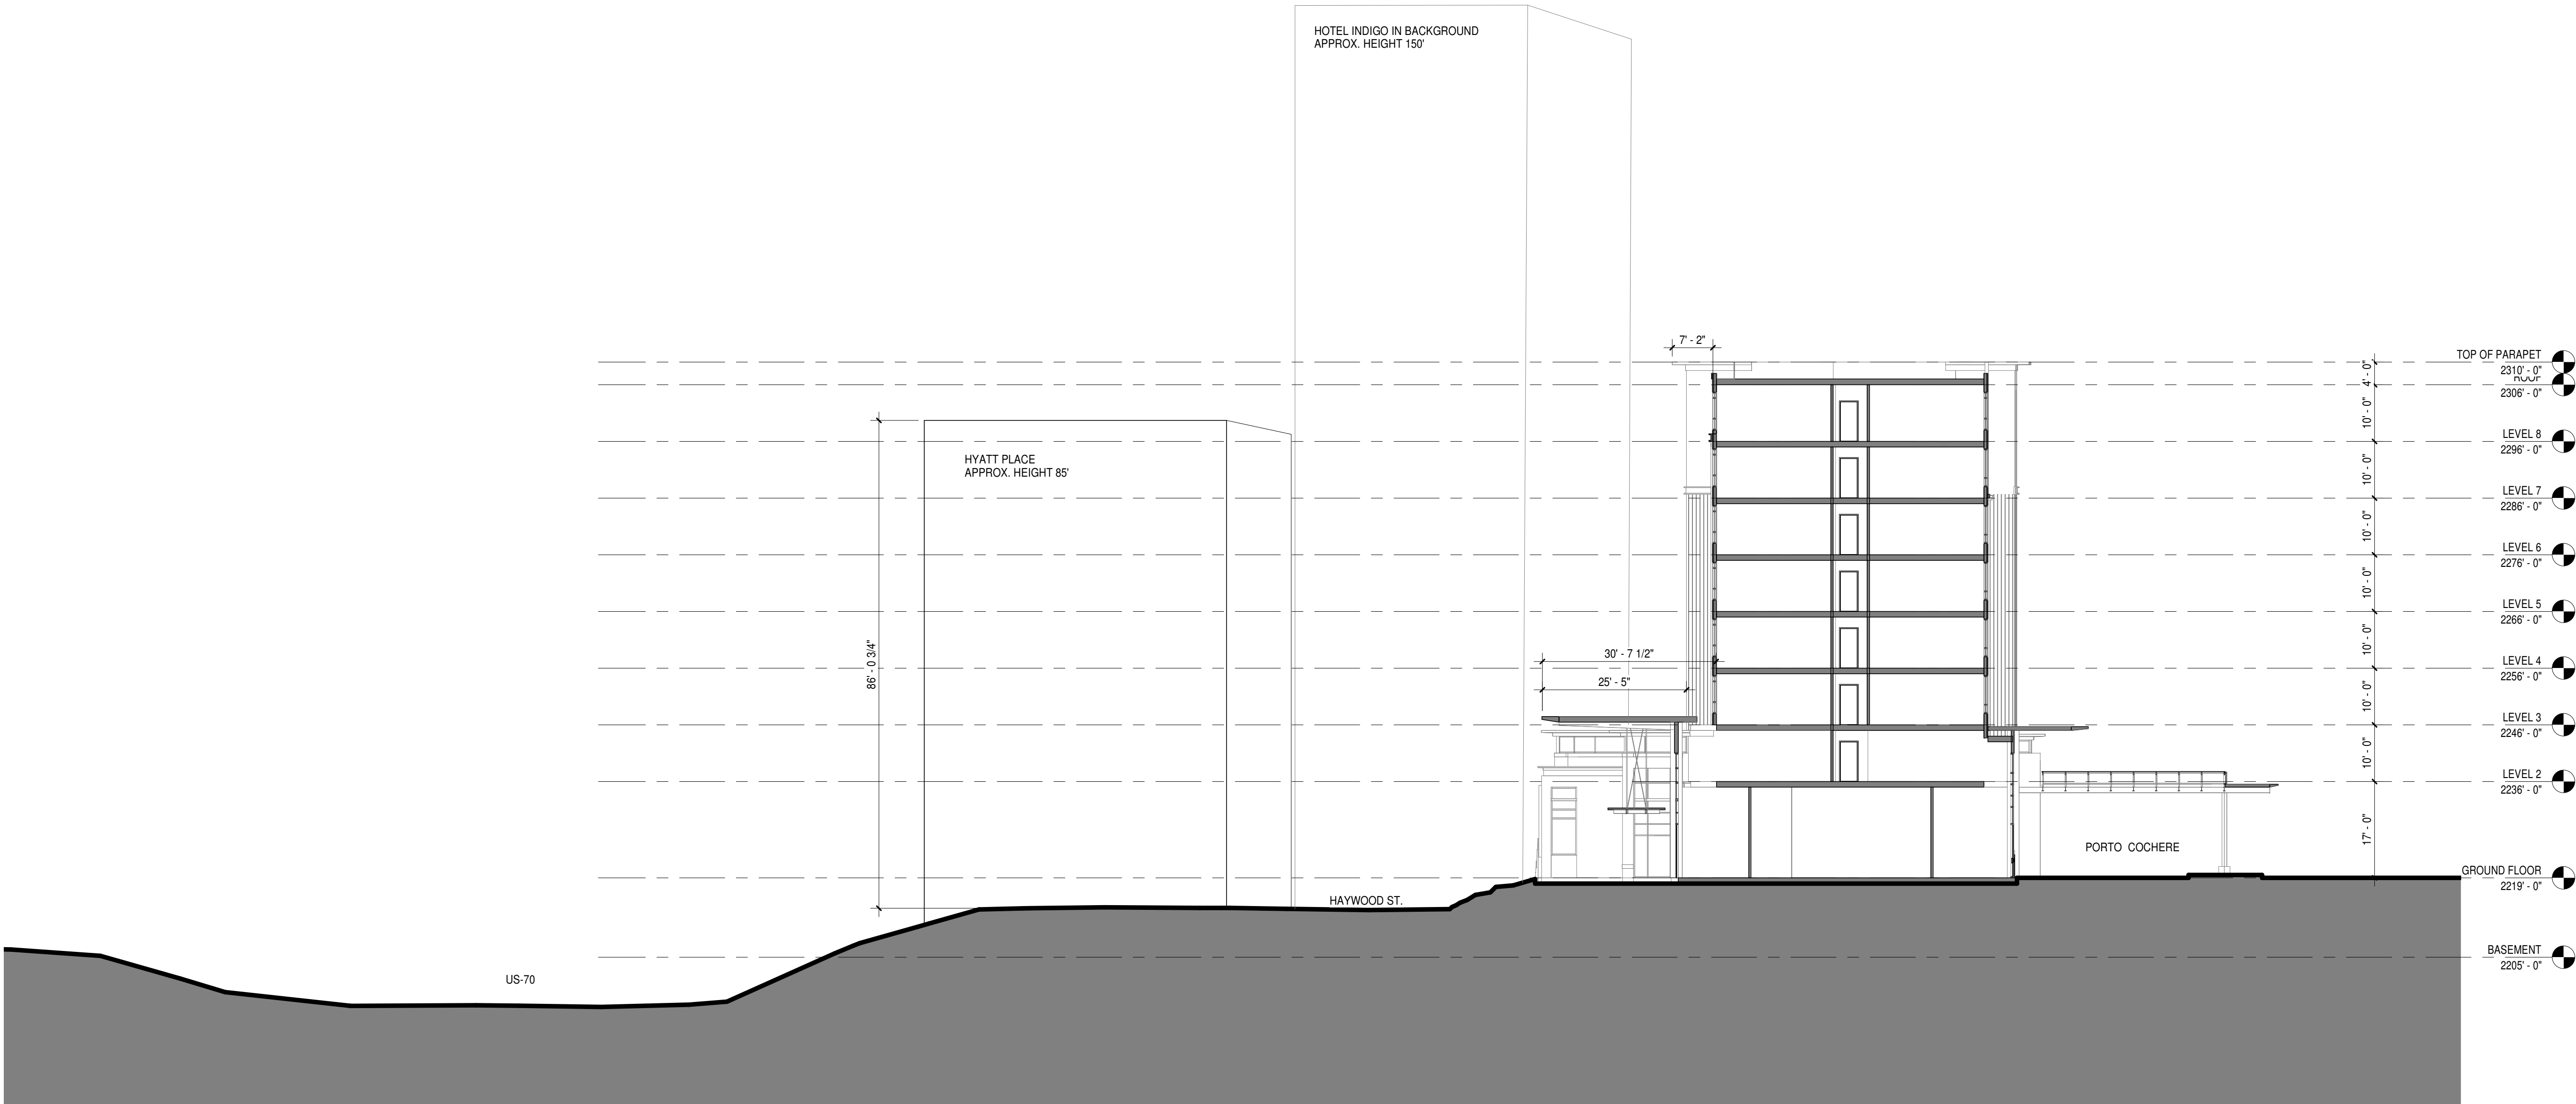 HOTEL INDIGO IN BACKGROUND
APPROX. HEIGHT 150'
7' - 2"
TOP OF PARAPET
2310' - 0"
4' - 0"
2306' - 0"
10' - 0"
LEVEL 8
2296' - 0"
HYATT PLACE
APPROX. HEIGHT 85'
10' - 0"
LEVEL 7
2286' - 0"
10' - 0"
LEVEL 6
2276' - 0"
10' - 0"
LEVEL 5
2266' - 0"
10' - 0"
86' - 0 3/4"
30' - 7 1/2"
LEVEL 4
2256' - 0"
25' - 5"
10' - 0"
LEVEL 3
2246' - 0"
10' - 0"
LEVEL 2
2236' - 0"
17' - 0"
PORTO COCHERE
GROUND FLOOR
2219' - 0"
HAYWOOD ST.
BASEMENT
2205' - 0"
US-70